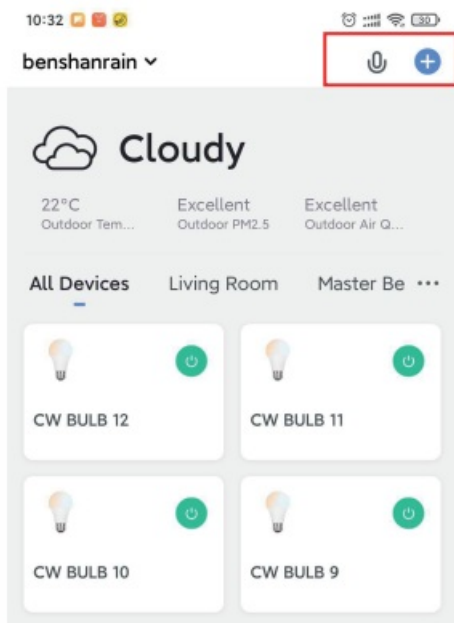 10:32 30
benshanrain
Cloudy
22°C Excellent Excellent
Outdoor Tem... Outdoor PM2.5 Outdoor Air Q...
All Devices Living Room Master Be ...
CW BULB 12 CW BULB 11
CW BULB 10 CW BULB 9